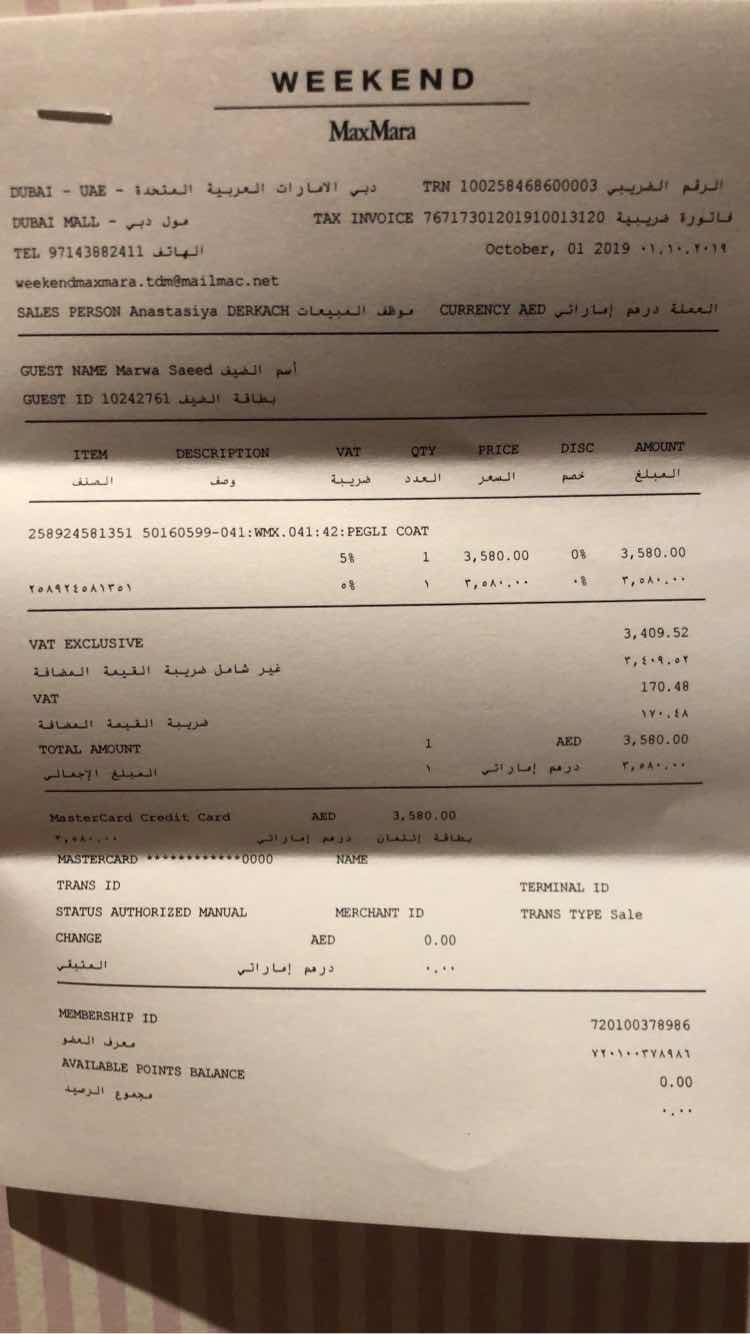 WEEKEND
MaxMara
DUBAI - UAE - دبي الامارات العربية المتحدة TRN 100258468600003 الرقم الضريبي
DUBAI MALL - مول دبي TAX INVOICE 76717301201910013120 فاتورة ضريبية
TEL 97143882411 الهاتف October, 01 2019 ٠١,١٠,٢٠١٩
weekendmaxmara.tdm@mailmac.net
SALES PERSON Anastasiya DERKACH موظف المبيعات CURRENCY AED العملة درهم إماراتي
GUEST NAME Marwa Saeed أسم الضيف
GUEST ID 10242761 بطاقة الضيف
ITEM DESCRIPTION VAT QTY PRICE DISC AMOUNT
الصنف وصف ضريبة العدد السعر خصم المبلغ
258924581351 50160599-041:WMX.041:42:PEGLI COAT
5% 1 3,580.00 0% 3,580.00
٢٥٨٩٢٤٥٨١٣٥١ ٥% ١ ٣,٥٨٠.٠٠ ٠% ٣,٥٨٠.٠٠
VAT EXCLUSIVE 3,409.52
غير شامل ضريبة القيمة المضافة ٣,٤٠٩.٥٢
VAT 170.48
ضريبة القيمة المضافة ١٧٠.٤٨
TOTAL AMOUNT 1 AED 3,580.00
المبلغ الإجمالي ١ درهم إماراتي ٣,٥٨٠.٠٠
MasterCard Credit Card AED 3,580.00
٣,٥٨٠.٠٠ درهم إماراتي بطاقة إئتمان
MASTERCARD ************0000 NAME
TRANS ID TERMINAL ID
STATUS AUTHORIZED MANUAL MERCHANT ID TRANS TYPE Sale
CHANGE AED 0.00
المتبقي درهم إماراتي ٠.٠٠
MEMBERSHIP ID 720100378986
معرف العضو ٧٢٠١٠٠٣٧٨٩٨٦
AVAILABLE POINTS BALANCE 0.00
مجموع الرصيد ٠.٠٠